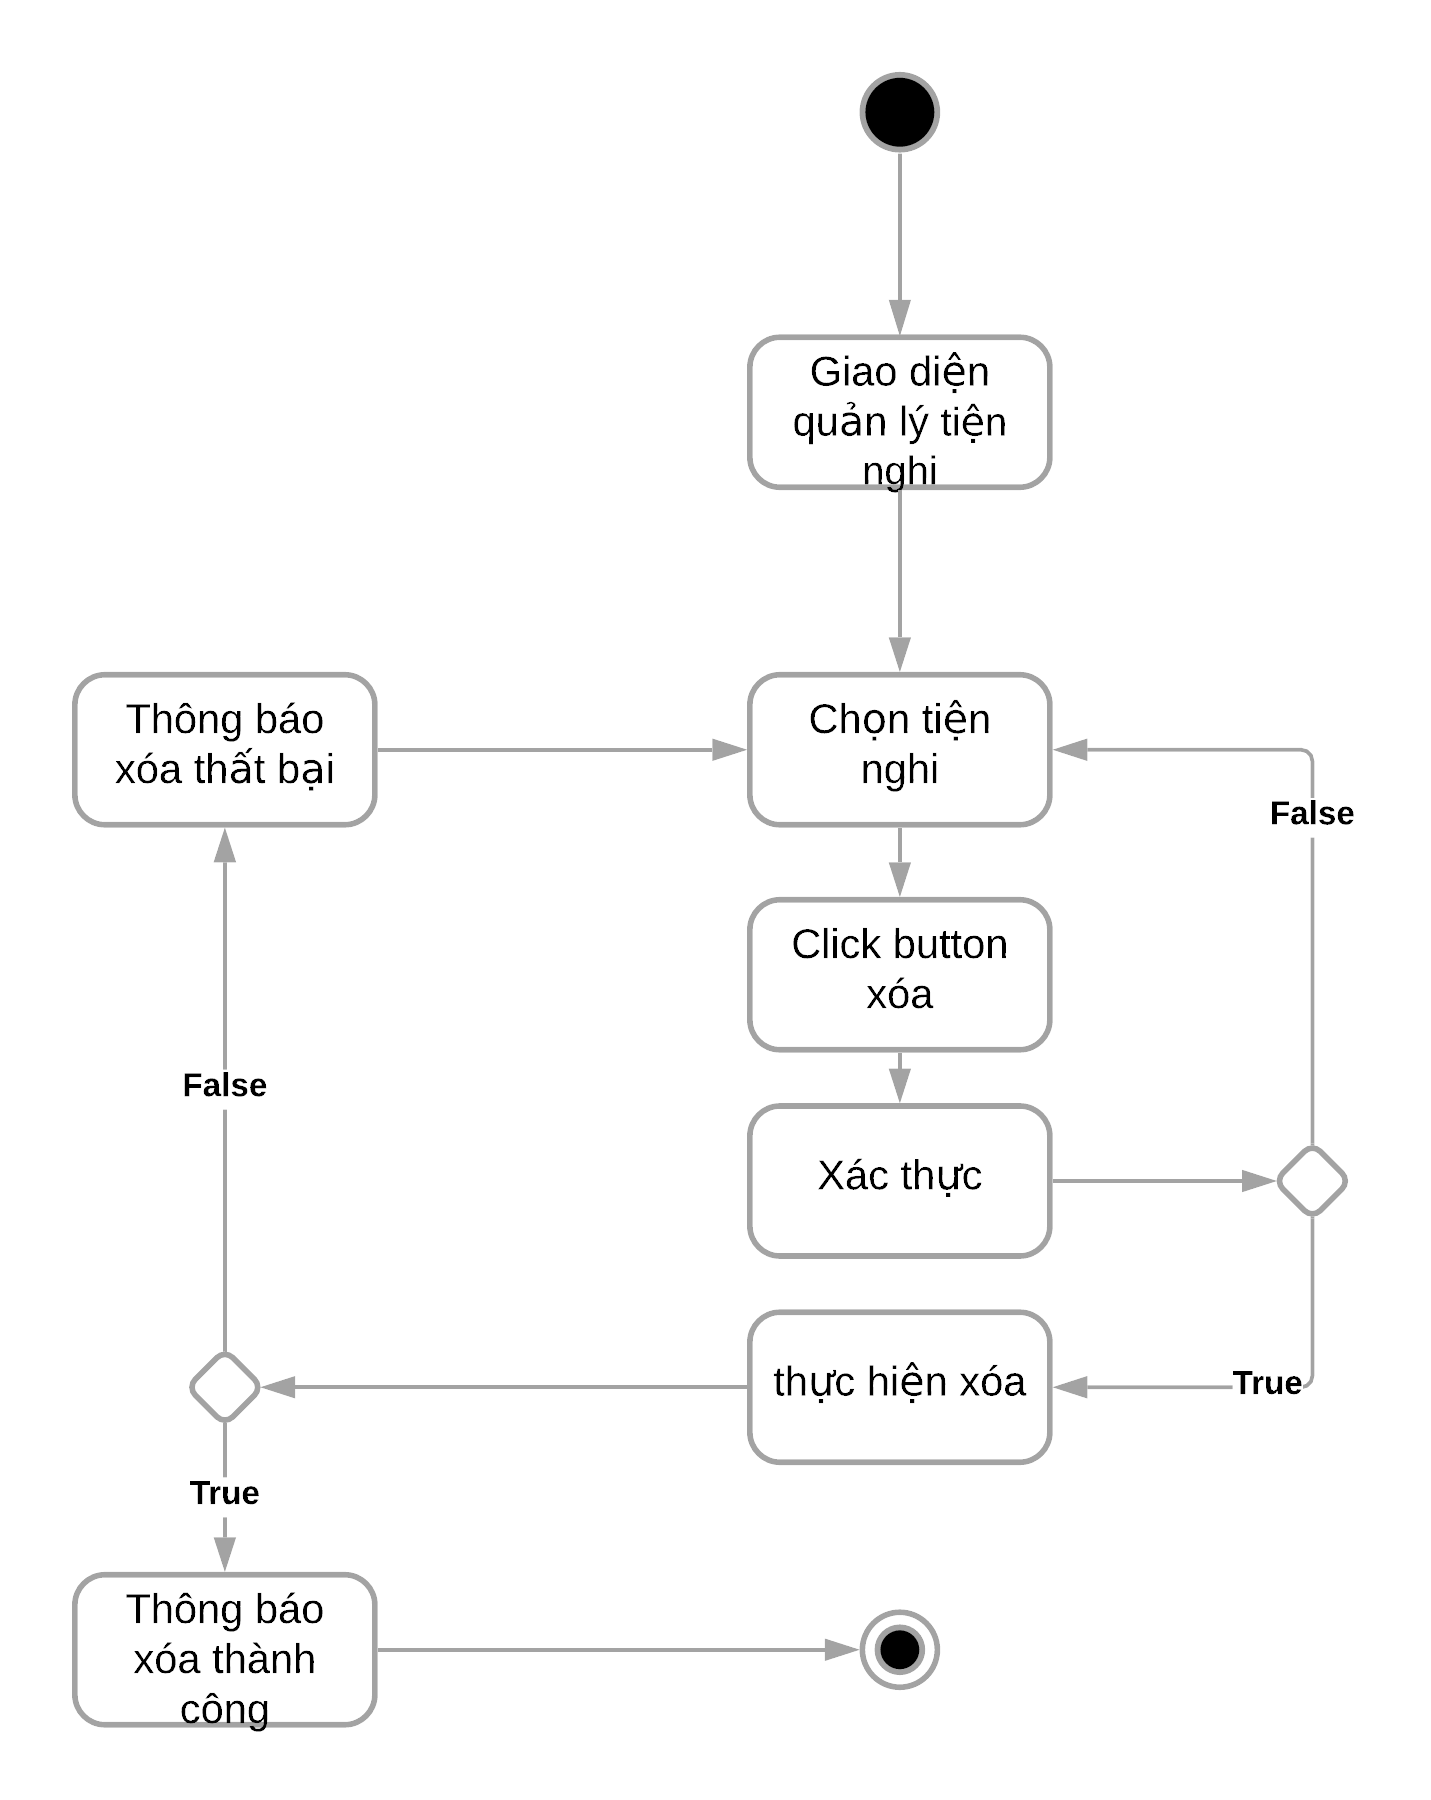 Giao diện
quản lý tiện
nghi
Thông báo
xóa thất bại
Chọn tiện
nghi
False
Click button
xóa
False
Xác thực
thực hiện xóa
True
True
Thông báo
xóa thành
công